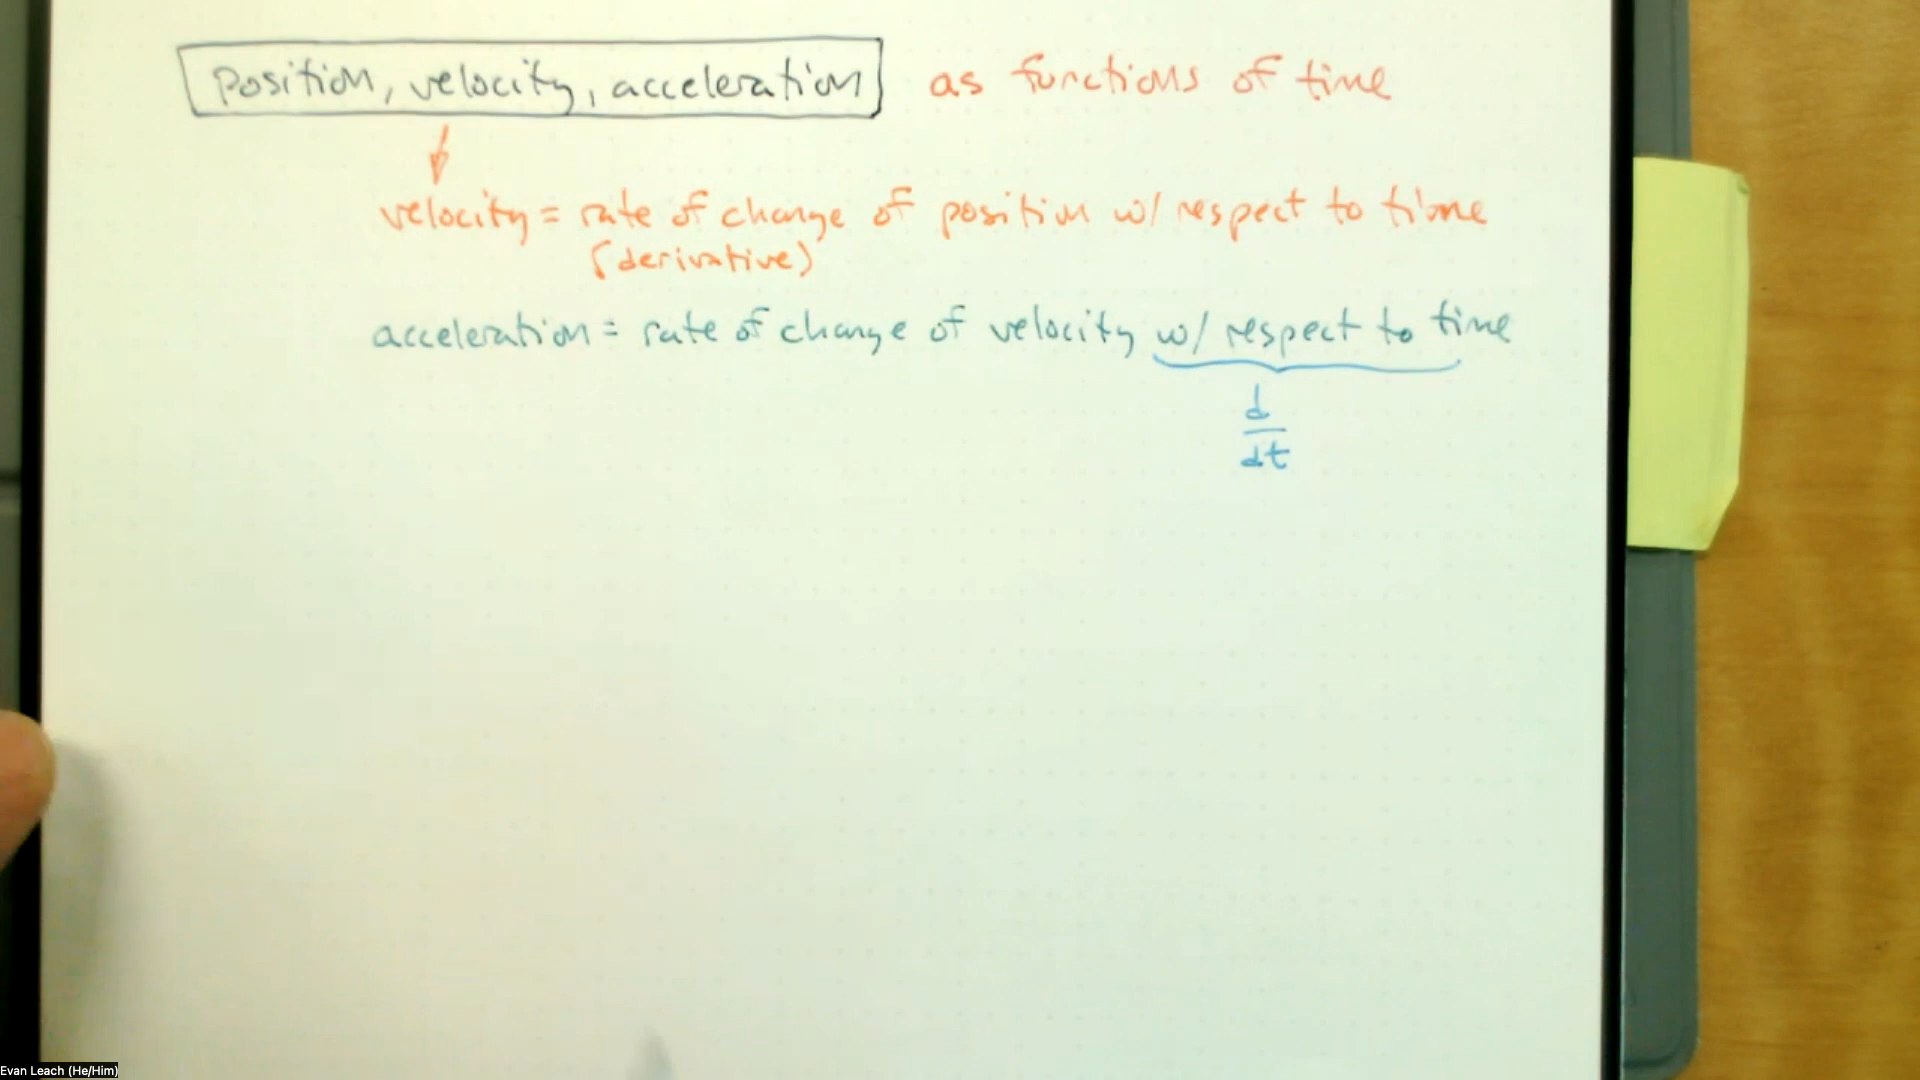 position, velocity, acceleration as functions of time
velocity = rate of change of position w/ respect to time
(derivative)
acceleration = rate of change of velocity w/ respect to time
d
dt
Evan Leach (He/Him)